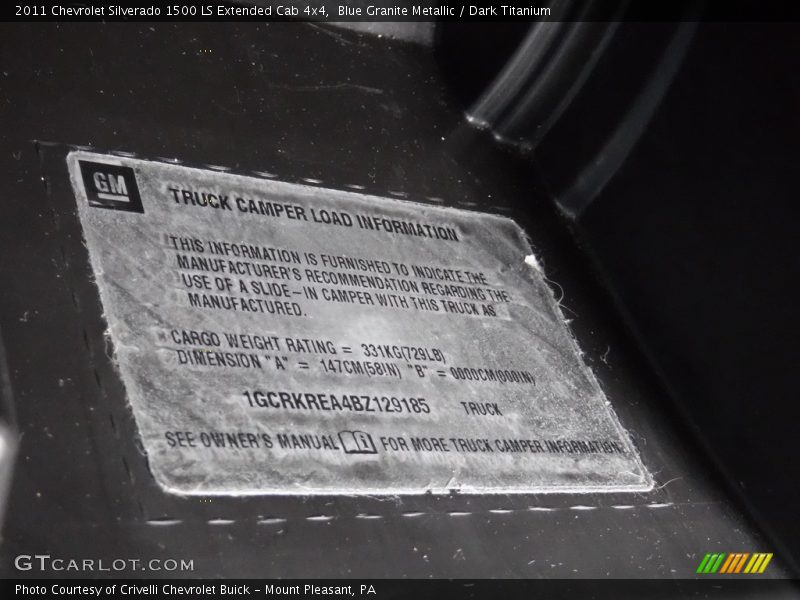 2011 Chevrolet Silverado 1500 LS Extended Cab 4x4,  Blue Granite Metallic / Dark Titanium
GM
TRUCK CAMPER LOAD INFORMATION
THIS INFORMATION IS FURNISHED TO INDICATE THE
MANUFACTURER'S RECOMMENDATION REGARDING THE
USE OF A SLIDE-IN CAMPER WITH THIS TRUCK AS
MANUFACTURED.
CARGO WEIGHT RATING = 331KG(729LB)
DIMENSION "A" = 147CM(58IN) "B" = 0000CM(000IN)
1GCRKREA4BZ129185 TRUCK
SEE OWNER'S MANUAL FOR MORE TRUCK CAMPER INFORMATION.
GTCARLOT.COM
Photo Courtesy of Crivelli Chevrolet Buick - Mount Pleasant, PA